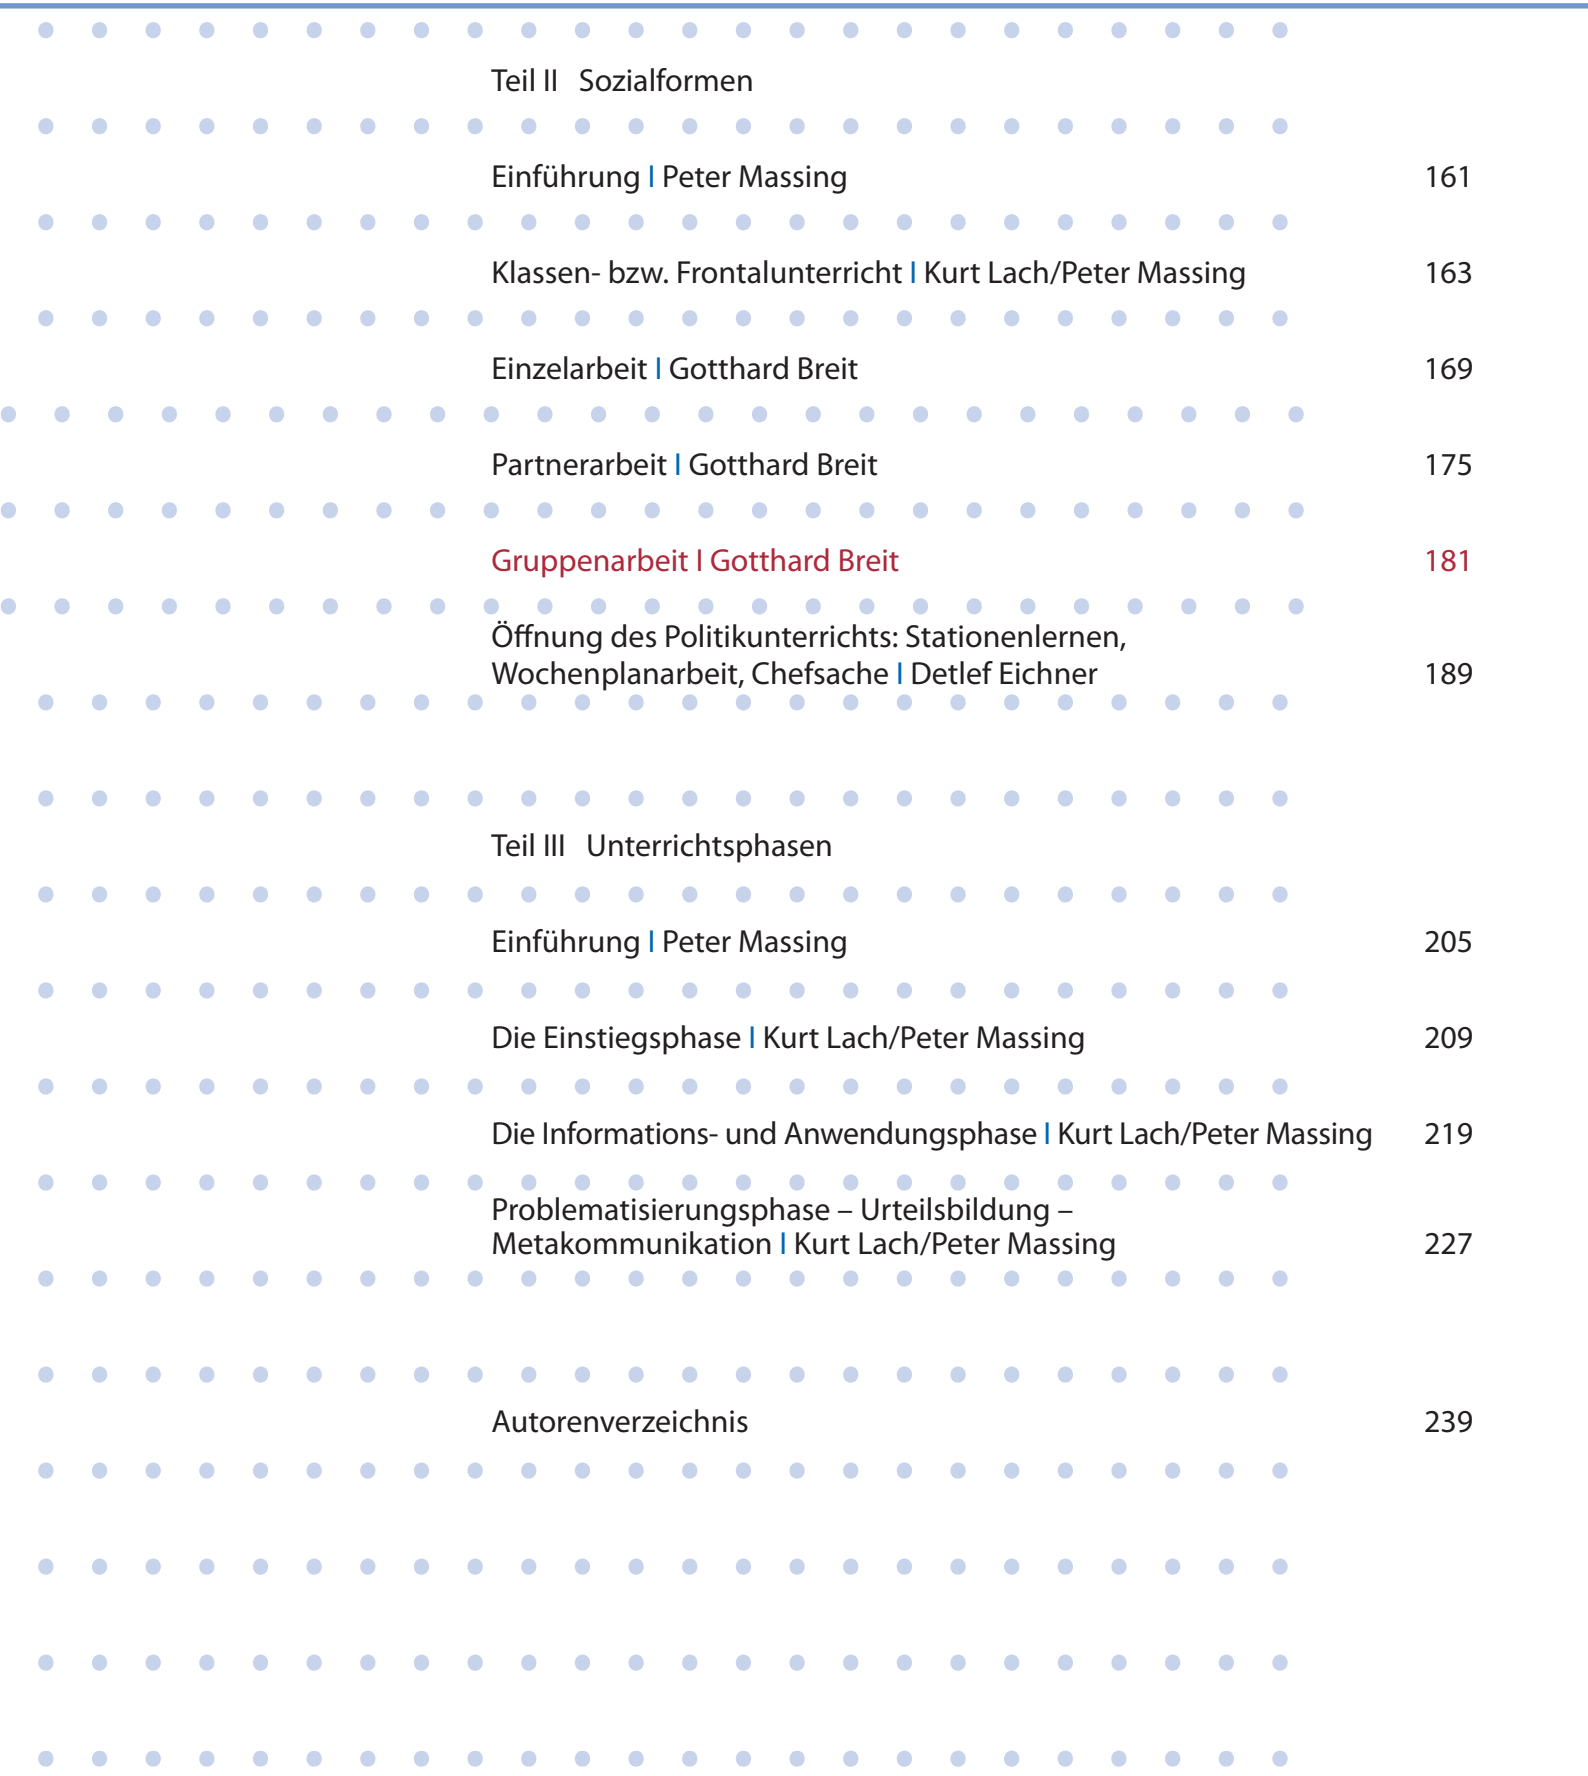 Teil II Sozialformen
Einführung I Peter Massing 161
Klassen- bzw. Frontalunterricht I Kurt Lach/Peter Massing 163
Einzelarbeit I Gotthard Breit 169
Partnerarbeit I Gotthard Breit 175
Gruppenarbeit I Gotthard Breit 181
Öffnung des Politikunterrichts: Stationenlernen,
Wochenplanarbeit, Chefsache I Detlef Eichner 189
Teil III Unterrichtsphasen
Einführung I Peter Massing 205
Die Einstiegsphase I Kurt Lach/Peter Massing 209
Die Informations- und Anwendungsphase I Kurt Lach/Peter Massing 219
Problematisierungsphase – Urteilsbildung –
Metakommunikation I Kurt Lach/Peter Massing 227
Autorenverzeichnis 239